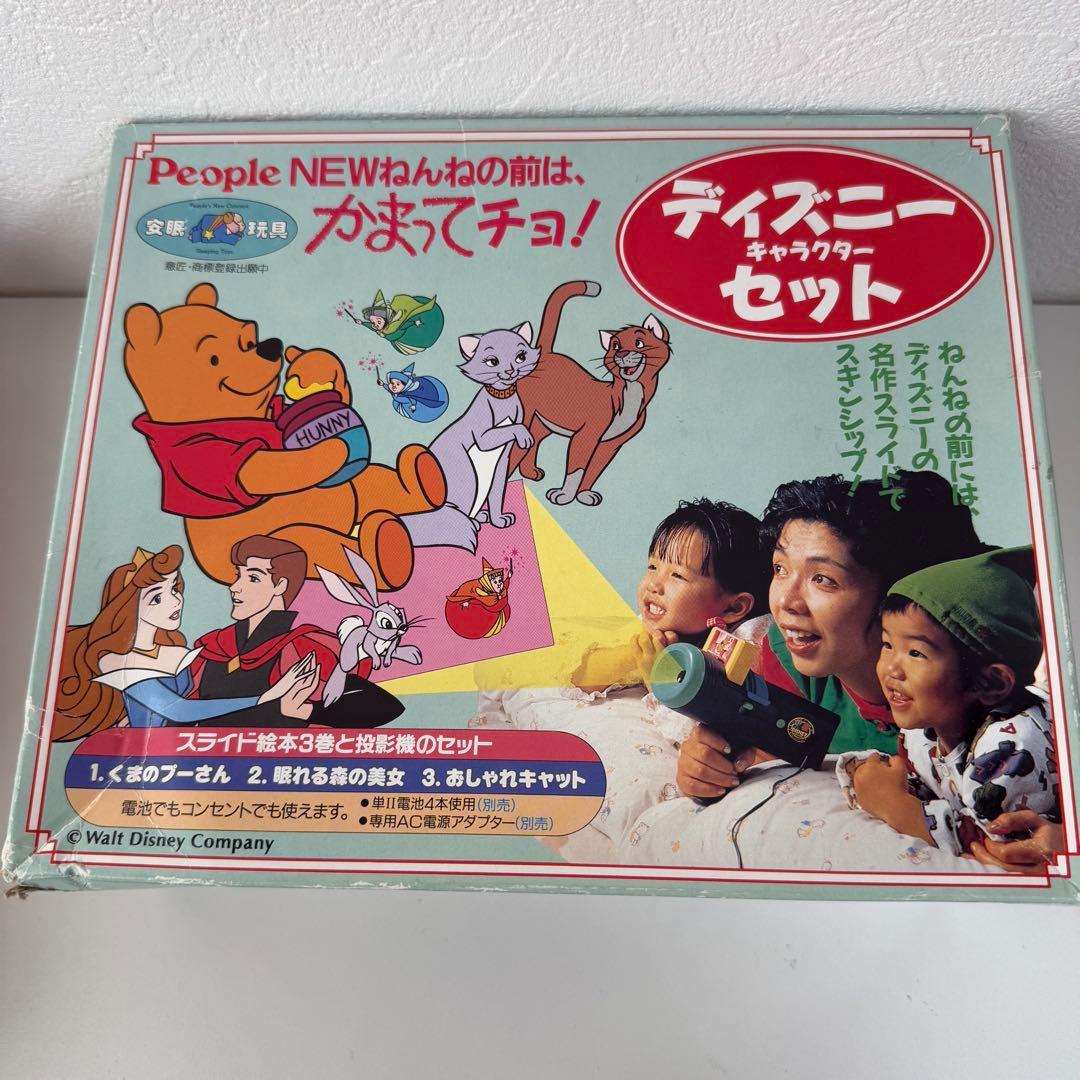 People NEWねんねの前は、
かまってチョ!
People's New Concept
安眠 玩具
Sleeping Toys
意匠・商標登録出願中
ディズニー
キャラクター
セット
ねんねの前には、
ディズニーの
名作スライドで
スキンシップ!
HUNNY
スライド絵本3巻と投影機のセット
1.くまのプーさん 2.眠れる森の美女 3.おしゃれキャット
電池でもコンセントでも使えます。
●単II電池4本使用(別売)
●専用AC電源アダプター(別売)
© Walt Disney Company